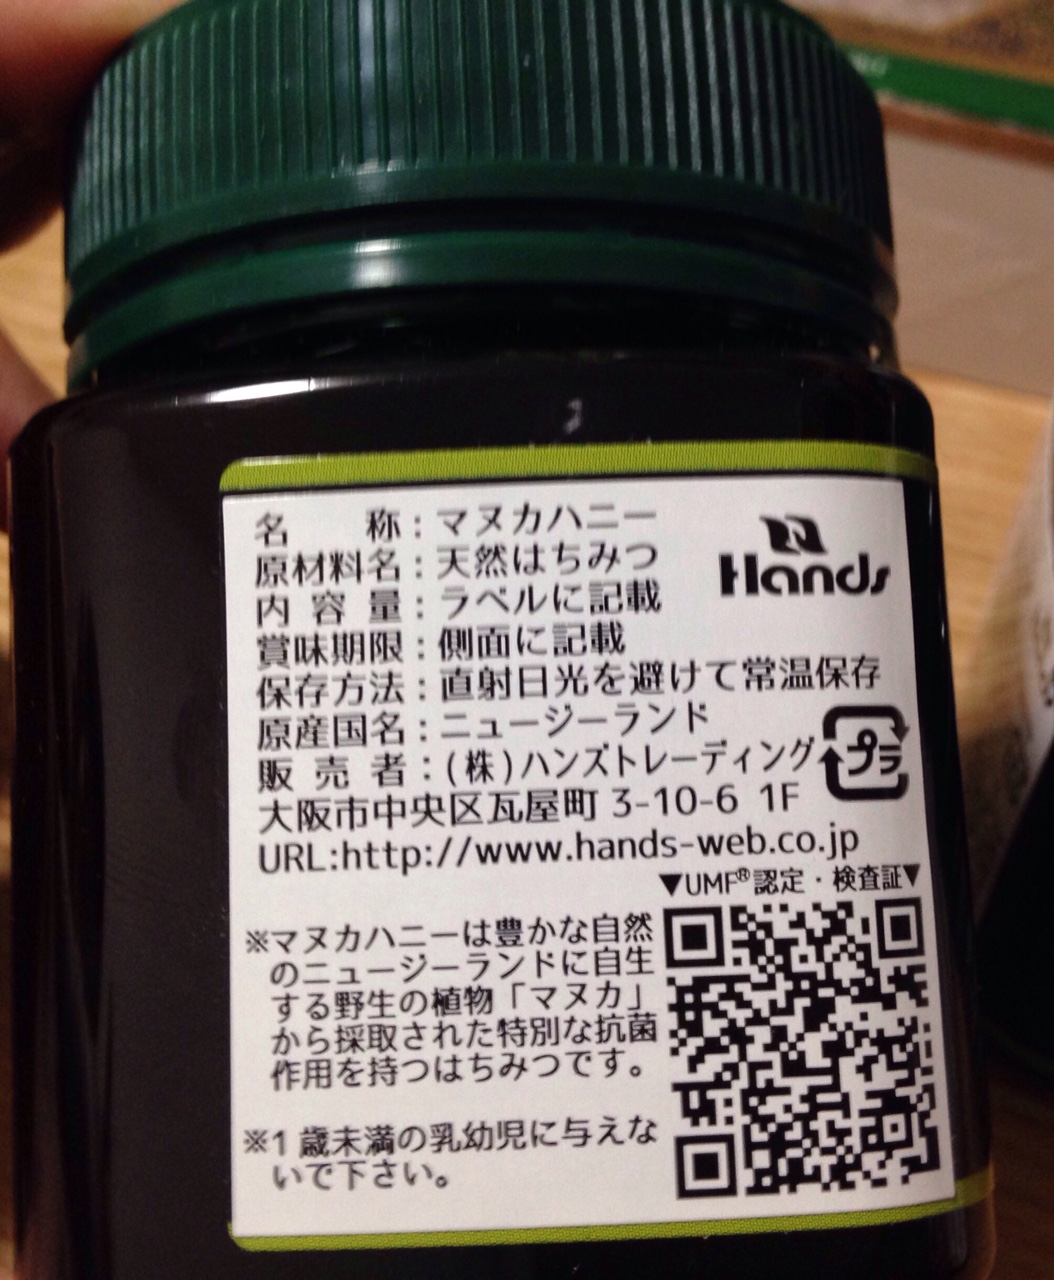 名称：マヌカハニー
原材料名：天然はちみつ
内容量：ラベルに記載
賞味期限：側面に記載
保存方法：直射日光を避けて常温保存
原産国名：ニュージーランド
販売者：(株)ハンズトレーディング
大阪市中央区瓦屋町 3-10-6 1F
URL:http://www.hands-web.co.jp
Hands
プラ
▼UMF®認定・検査証▼
※マヌカハニーは豊かな自然
のニュージーランドに自生
する野生の植物「マヌカ」
から採取された特別な抗菌
作用を持つはちみつです。
※1 歳未満の乳幼児に与えな
いで下さい。